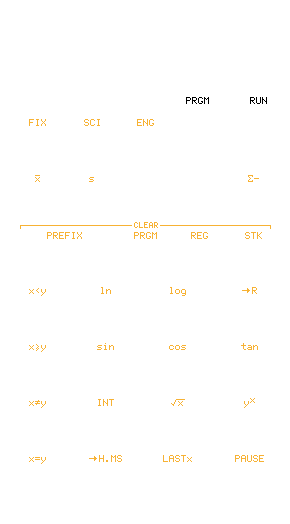 PRGM RUN
FIX SCI ENG
x̄ s Σ-
CLEAR
PREFIX PRGM REG STK
x<y ln log →R
x⩾y sin cos tan
x≠y INT √x̅ yˣ
x=y →H.MS LASTx PAUSE